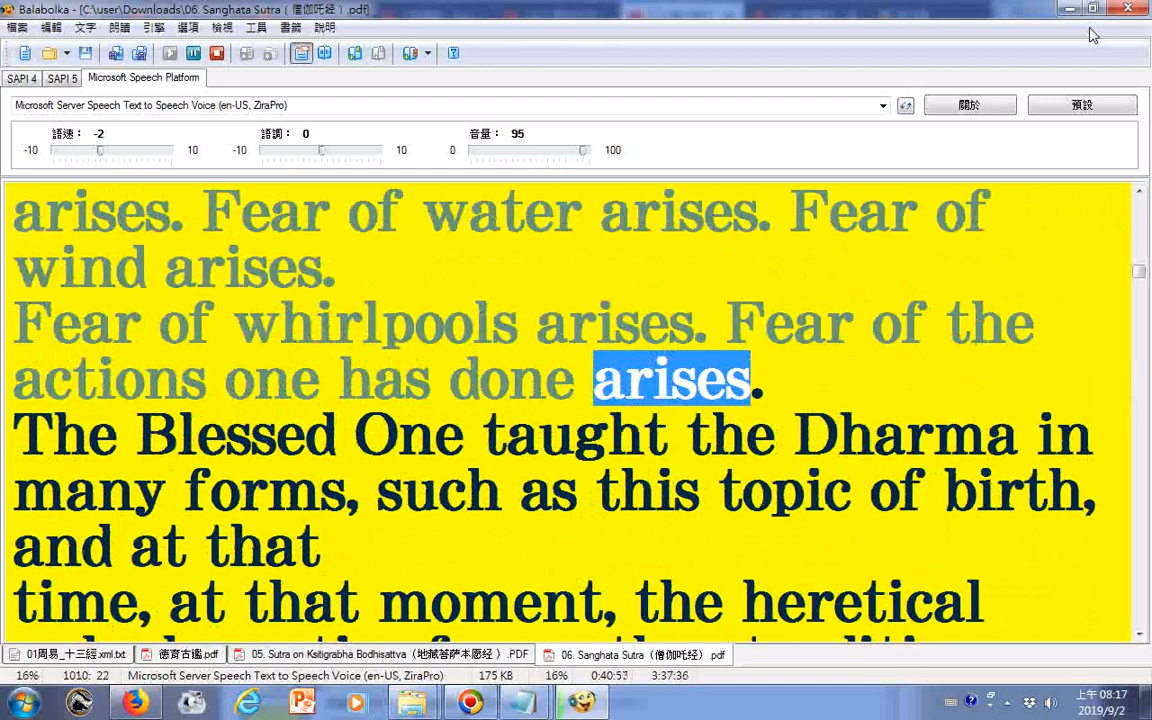 Balabolka - [C:\user\Downloads\06. Sanghata Sutra（僧伽吒经）.pdf]
檔案 編輯 文字 朗讀 引擎 選項 檢視 工具 書籤 說明
SAPI 4 SAPI 5 Microsoft Speech Platform
Microsoft Server Speech Text to Speech Voice (en-US, ZiraPro) 關於 預設
語速： -2 語調： 0 音量： 95
-10 10 -10 10 0 100
arises. Fear of water arises. Fear of
wind arises.
Fear of whirlpools arises. Fear of the
actions one has done arises.
The Blessed One taught the Dharma in
many forms, such as this topic of birth,
and at that
time, at that moment, the heretical
01周易_十三經.xml.txt 德育古鑑.pdf 05. Sutra on Ksitigrabha Bodhisattva（地藏菩萨本愿经）.PDF 06. Sanghata Sutra（僧伽吒经）.pdf
16% 1010: 22 Microsoft Server Speech Text to Speech Voice (en-US, ZiraPro) 175 KB 16% 0:40:53 3:37:36
上午 08:17
2019/9/2